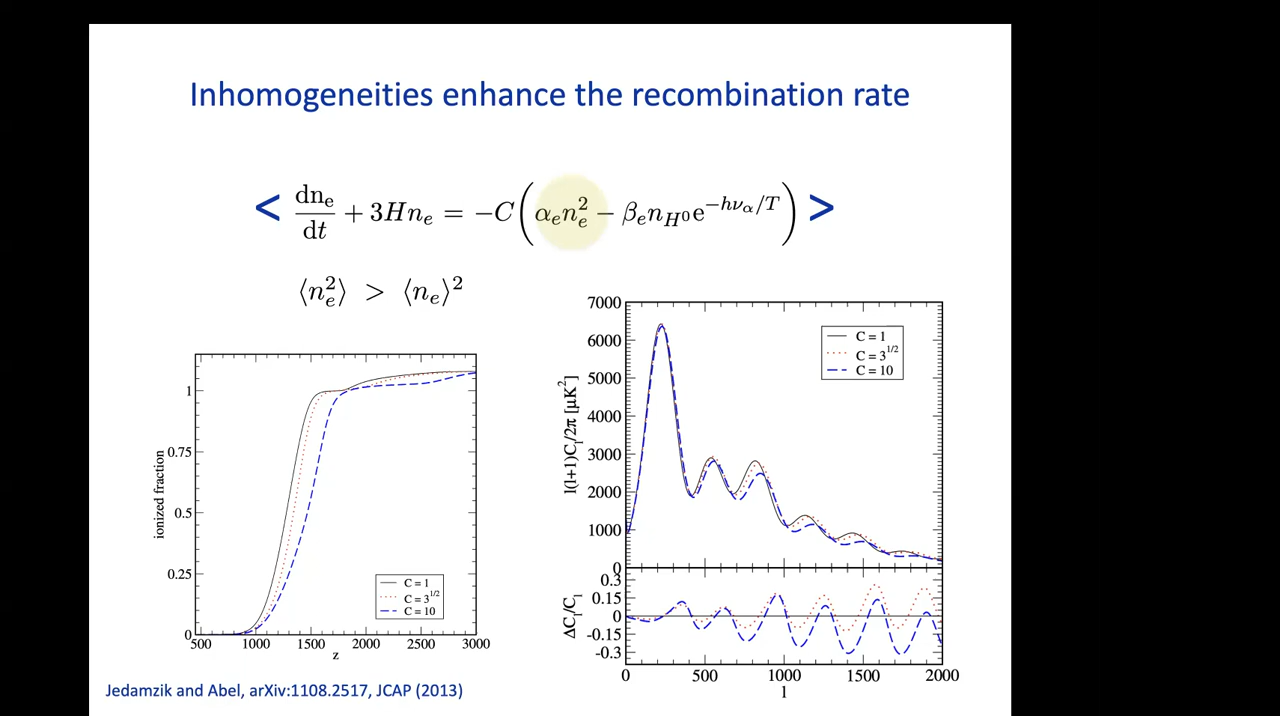 Inhomogeneities enhance the recombination rate
< dn_e/dt + 3Hn_e = −C(α_e n_e^2 − β_e n_{H^0} e^{−hν_α/T}) >
⟨n_e^2⟩ > ⟨n_e⟩^2
ionized fraction
1
0.75
0.5
0.25
0
C = 1
C = 3^{1/2}
C = 10
500 1000 1500 2000 2500 3000
z
l(l+1)C_l/2π [μK^2]
7000
6000
5000
4000
3000
2000
1000
0
C = 1
C = 3^{1/2}
C = 10
ΔC_l/C_l
0.3
0.15
0
-0.15
-0.3
0 500 1000 1500 2000
l
Jedamzik and Abel, arXiv:1108.2517, JCAP (2013)